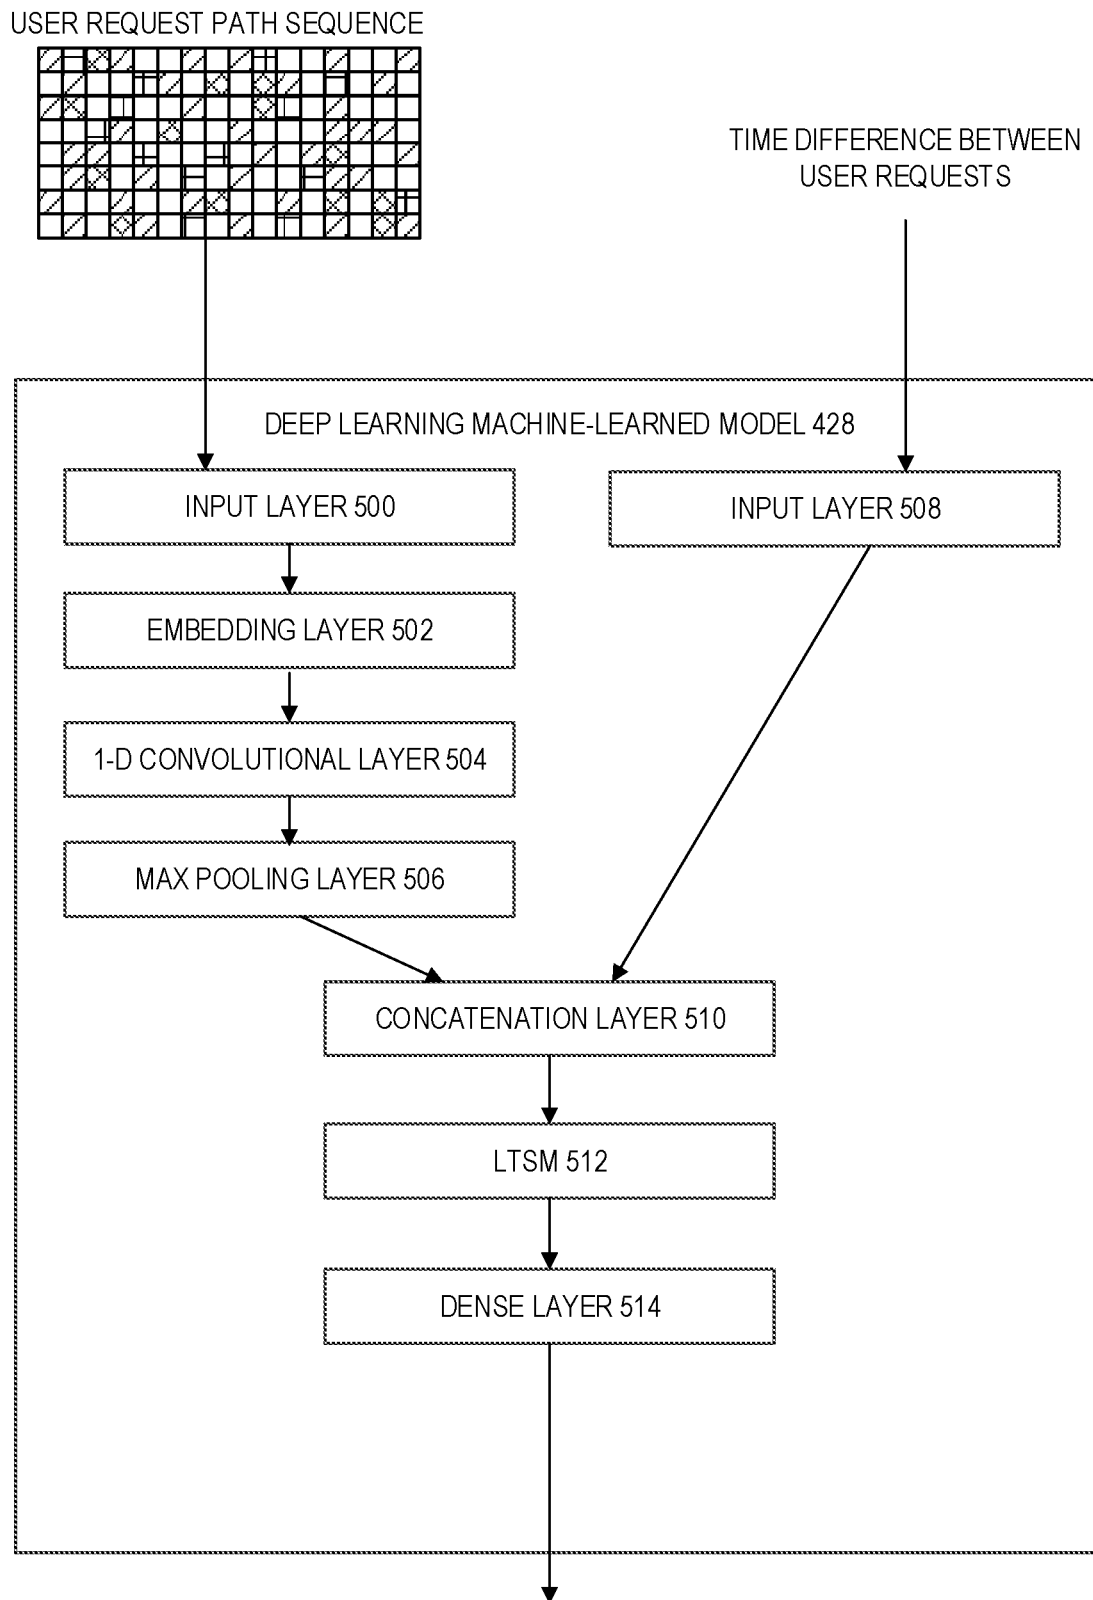 USER REQUEST PATH SEQUENCE
TIME DIFFERENCE BETWEEN
USER REQUESTS
DEEP LEARNING MACHINE-LEARNED MODEL 428
INPUT LAYER 500
INPUT LAYER 508
EMBEDDING LAYER 502
1-D CONVOLUTIONAL LAYER 504
MAX POOLING LAYER 506
CONCATENATION LAYER 510
LTSM 512
DENSE LAYER 514